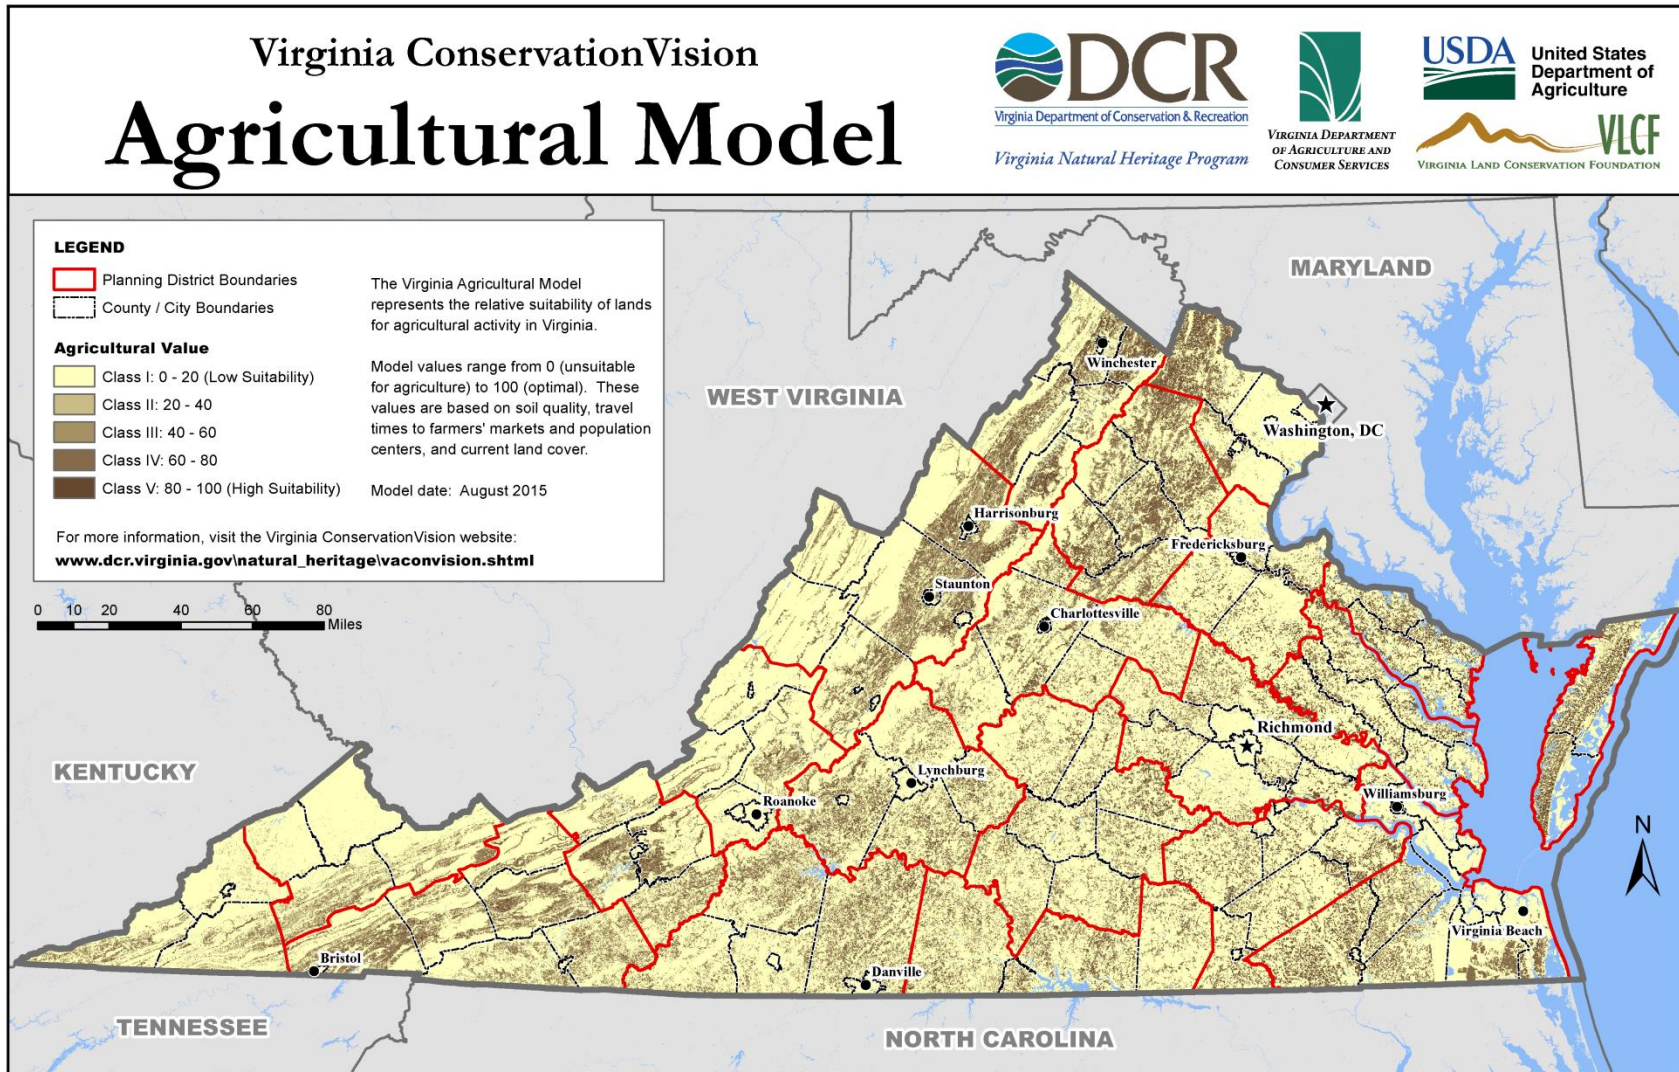 Virginia ConservationVision
Agricultural Model
DCR
Virginia Department of Conservation & Recreation
Virginia Natural Heritage Program
VIRGINIA DEPARTMENT
OF AGRICULTURE AND
CONSUMER SERVICES
USDA
United States
Department of
Agriculture
VLCF
VIRGINIA LAND CONSERVATION FOUNDATION
LEGEND
Planning District Boundaries
County / City Boundaries
Agricultural Value
Class I: 0 - 20 (Low Suitability)
Class II: 20 - 40
Class III: 40 - 60
Class IV: 60 - 80
Class V: 80 - 100 (High Suitability)
The Virginia Agricultural Model
represents the relative suitability of lands
for agricultural activity in Virginia.
Model values range from 0 (unsuitable
for agriculture) to 100 (optimal). These
values are based on soil quality, travel
times to farmers' markets and population
centers, and current land cover.
Model date: August 2015
For more information, visit the Virginia ConservationVision website:
www.dcr.virginia.gov\natural_heritage\vaconvision.shtml
0 10 20 40 60 80
Miles
MARYLAND
WEST VIRGINIA
KENTUCKY
TENNESSEE
NORTH CAROLINA
Winchester
Washington, DC
Harrisonburg
Fredericksburg
Staunton
Charlottesville
Richmond
Lynchburg
Williamsburg
Roanoke
Virginia Beach
Bristol
Danville
N